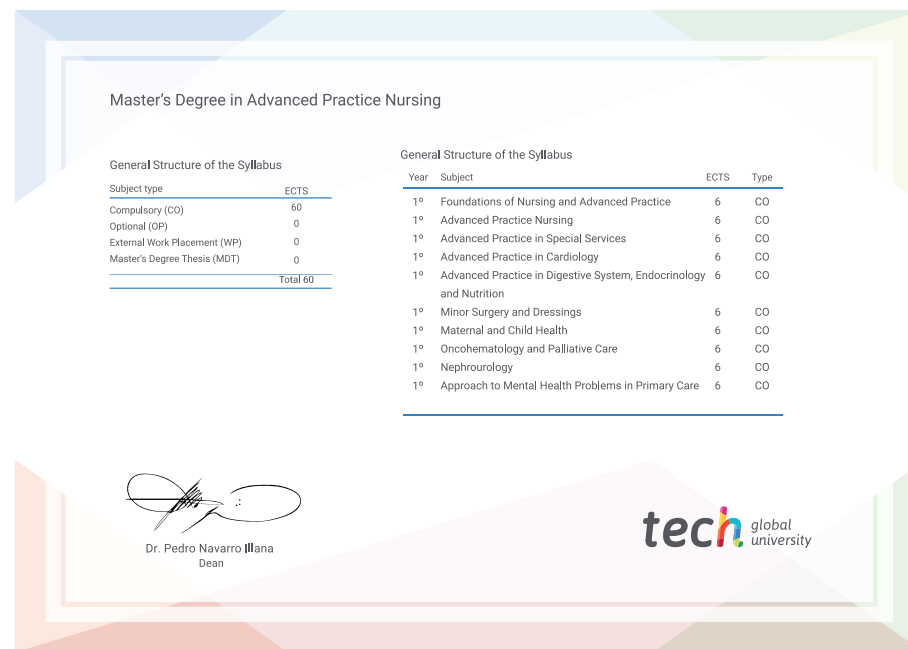 Master's Degree in Advanced Practice Nursing
General Structure of the Syllabus
Subject type ECTS
Compulsory (CO) 60
Optional (OP) 0
External Work Placement (WP) 0
Master's Degree Thesis (MDT) 0
Total 60
General Structure of the Syllabus
Year Subject ECTS Type
1º Foundations of Nursing and Advanced Practice 6 CO
1º Advanced Practice Nursing 6 CO
1º Advanced Practice in Special Services 6 CO
1º Advanced Practice in Cardiology 6 CO
1º Advanced Practice in Digestive System, Endocrinology 6 CO
and Nutrition
1º Minor Surgery and Dressings 6 CO
1º Maternal and Child Health 6 CO
1º Oncohematology and Palliative Care 6 CO
1º Nephrourology 6 CO
1º Approach to Mental Health Problems in Primary Care 6 CO
Dr. Pedro Navarro Illana
Dean
tech global
university